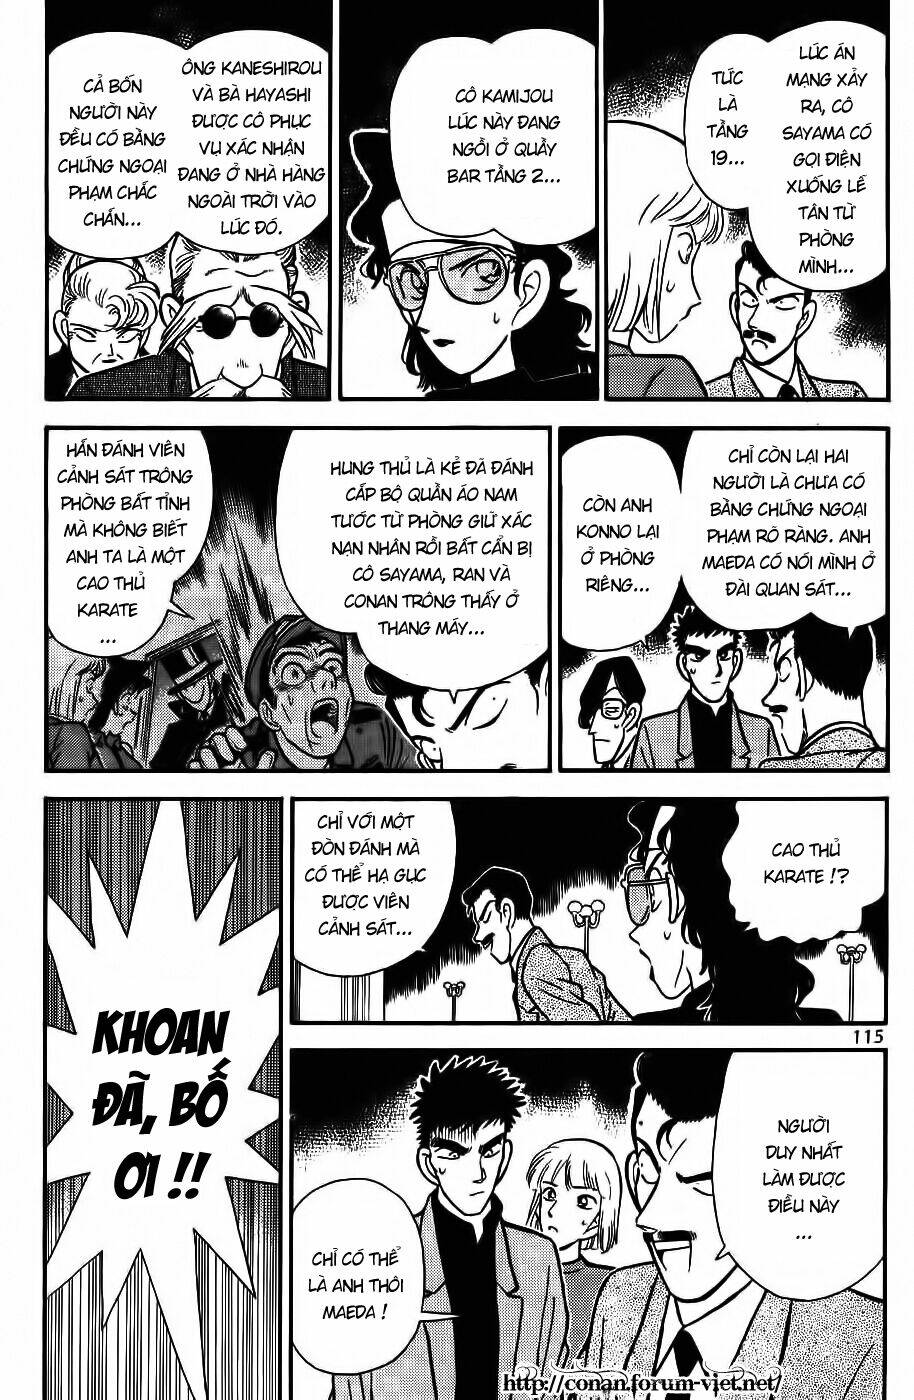 LÚC ÁN
MẠNG XẢY
RA, CÔ
SAYAMA CÓ
GỌI ĐIỆN
XUỐNG LỄ
TÂN TỪ
PHÒNG
MÌNH...
TỨC
LÀ
TẦNG
19...
CÔ KAMIJOU
LÚC NÀY ĐANG
NGỒI Ở QUẦY
BAR TẦNG 2...
ÔNG KANESHIROU
VÀ BÀ HAYASHI
ĐƯỢC CÔ PHỤC
VỤ XÁC NHẬN
ĐANG Ở NHÀ HÀNG
NGOÀI TRỜI VÀO
LÚC ĐÓ.
CẢ BỐN
NGƯỜI NÀY
ĐỀU CÓ BẰNG
CHỨNG NGOẠI
PHẠM CHẮC
CHẮN...
CHỈ CÒN LẠI HAI
NGƯỜI LÀ CHƯA CÓ
BẰNG CHỨNG NGOẠI
PHẠM RÕ RÀNG. ANH
MAEDA CÓ NÓI MÌNH Ở
ĐÀI QUAN SÁT...
CÒN ANH
KONNO LẠI
Ở PHÒNG
RIÊNG...
HUNG THỦ LÀ KẺ ĐÃ ĐÁNH
CẮP BỘ QUẦN ÁO NAM
TƯỚC TỪ PHÒNG GIỮ XÁC
NẠN NHÂN RỒI BẤT CẨN BỊ
CÔ SAYAMA, RAN VÀ
CONAN TRÔNG THẤY Ở
THANG MÁY...
HẮN ĐÁNH VIÊN
CẢNH SÁT TRÔNG
PHÒNG BẤT TỈNH
MÀ KHÔNG BIẾT
ANH TA LÀ MỘT
CAO THỦ
KARATE
...
CAO THỦ
KARATE !?
CHỈ VỚI MỘT
ĐÒN ĐÁNH MÀ
CÓ THỂ HẠ GỤC
ĐƯỢC VIÊN
CẢNH SÁT...
115
NGƯỜI
DUY NHẤT
LÀM ĐƯỢC
ĐIỀU NÀY
...
CHỈ CÓ THỂ
LÀ ANH THÔI
MAEDA !
KHOAN
ĐÃ, BỐ
ƠI !!
http://conan.forum-viet.net/